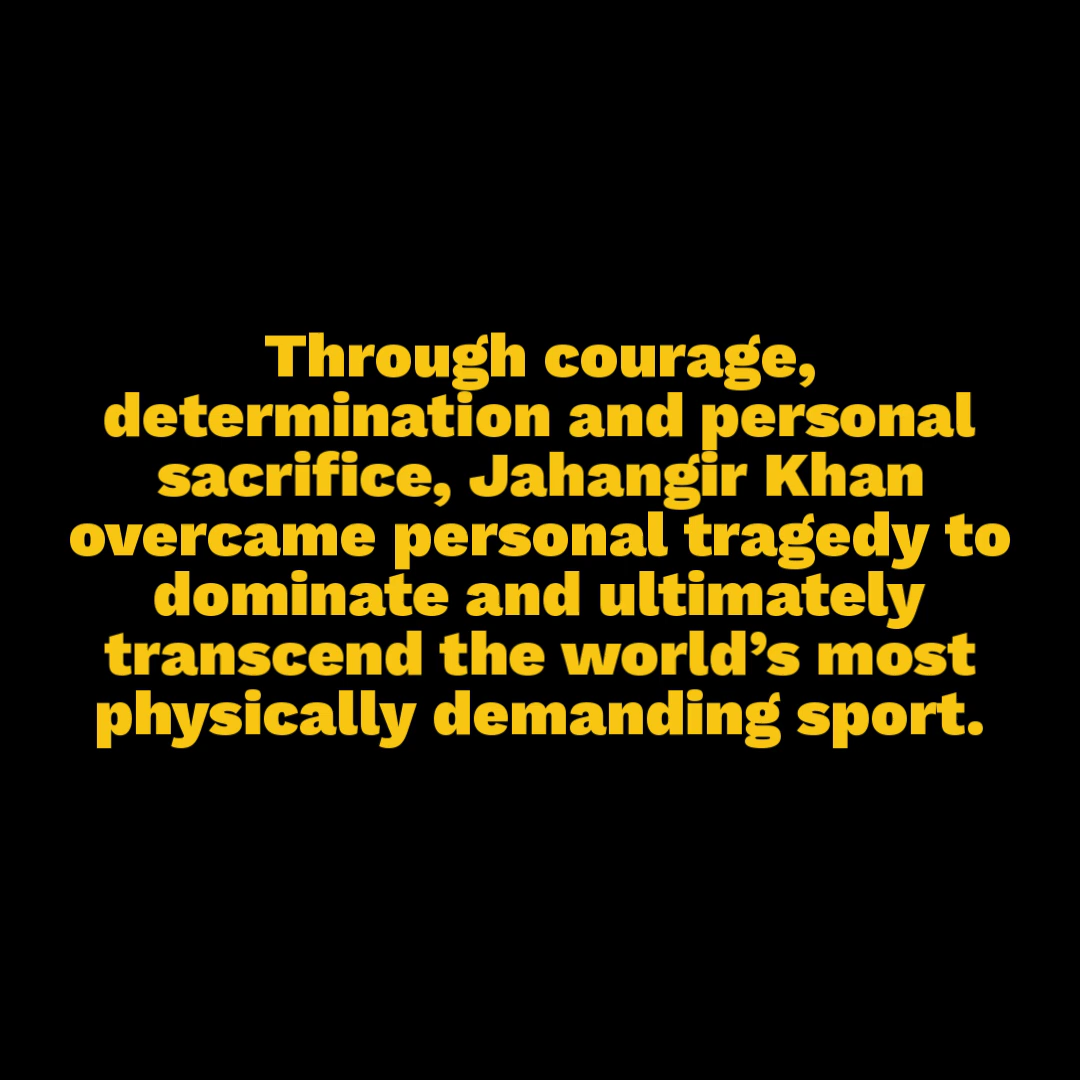 Through courage,
determination and personal
sacrifice, Jahangir Khan
overcame personal tragedy to
dominate and ultimately
transcend the world’s most
physically demanding sport.